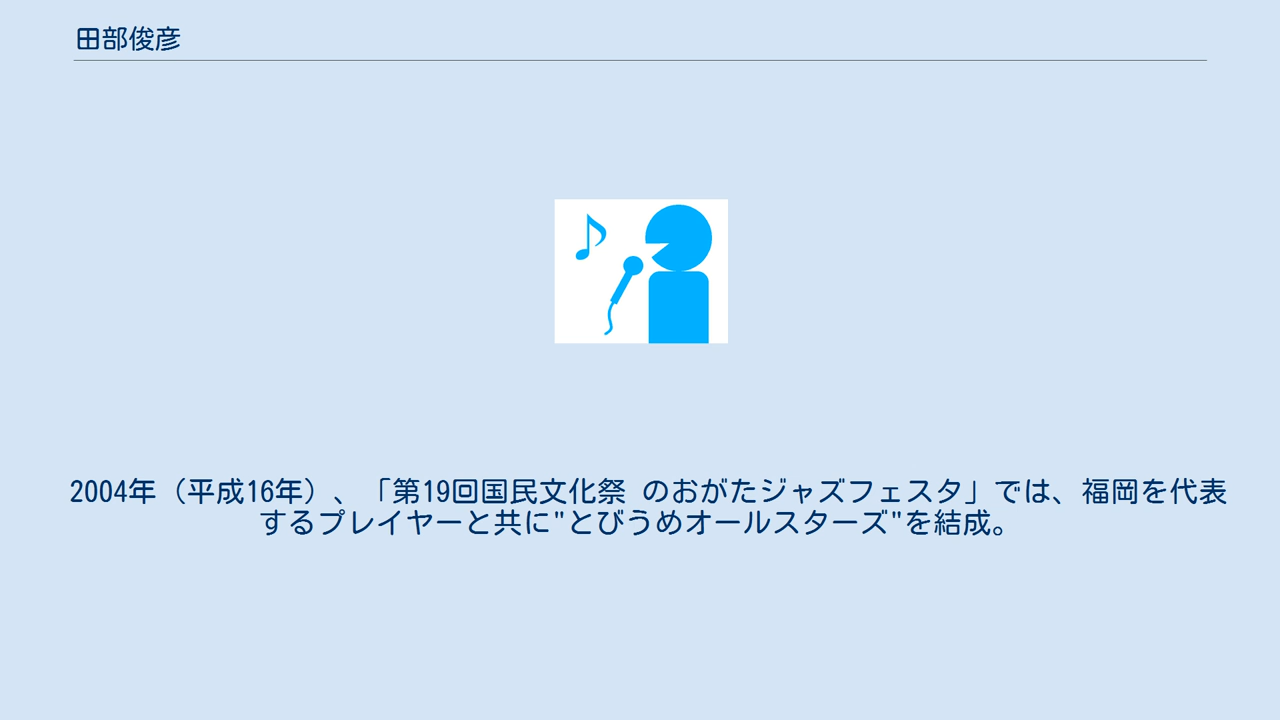 田部俊彦
2004年（平成16年）、「第19回国民文化祭 のおがたジャズフェスタ」では、福岡を代表
するプレイヤーと共に"とびうめオールスターズ"を結成。